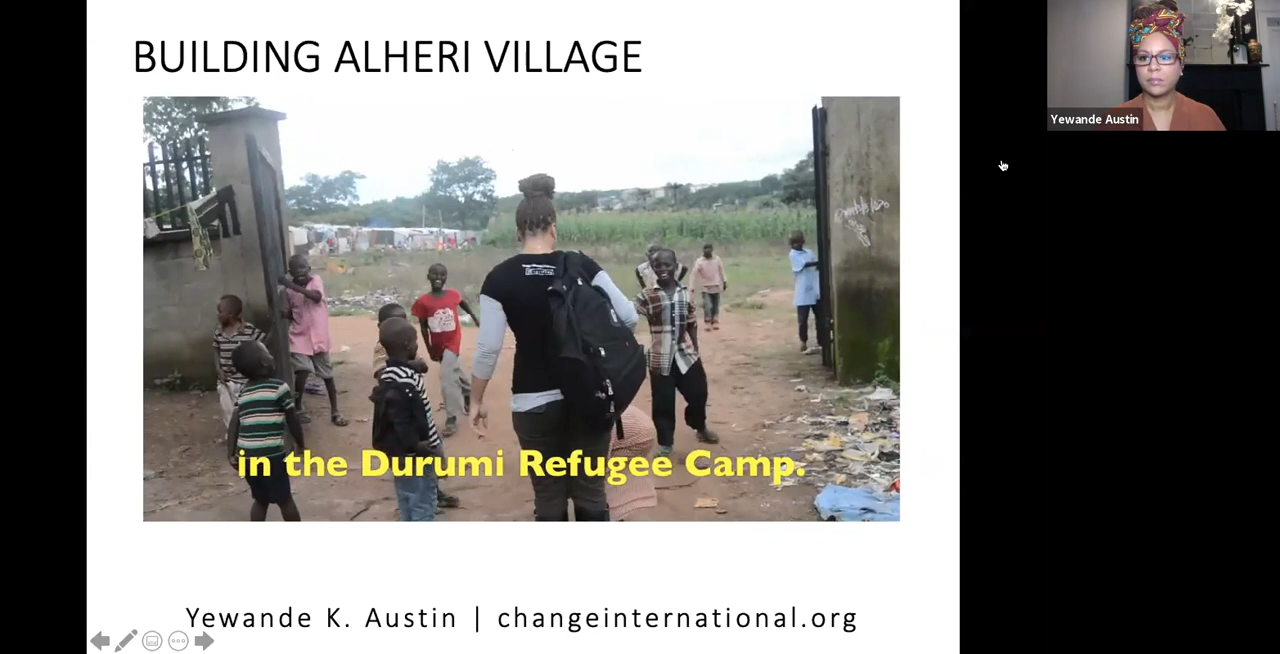 BUILDING ALHERI VILLAGE
Yewande Austin
in the Durumi Refugee Camp.
Yewande K. Austin | changeinternational.org